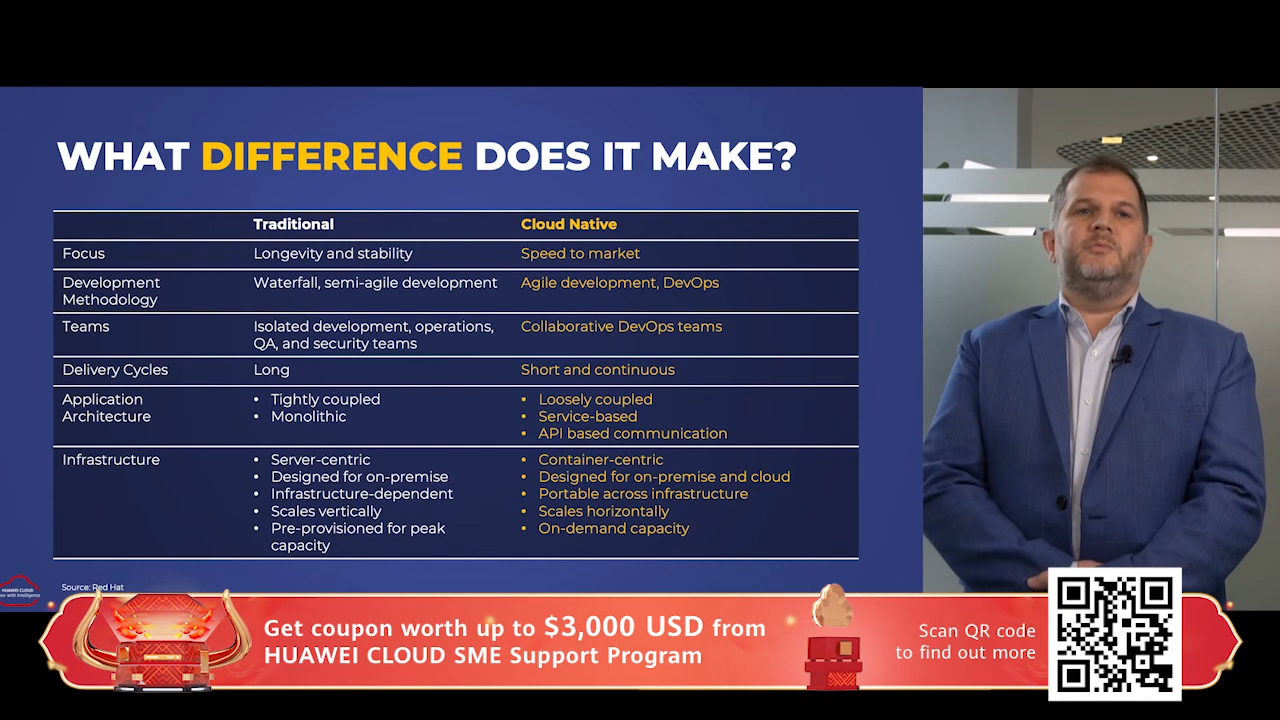 WHAT DIFFERENCE DOES IT MAKE?
Traditional
Cloud Native
Focus
Longevity and stability
Speed to market
Development
Methodology
Waterfall, semi-agile development
Agile development, DevOps
Teams
Isolated development, operations,
QA, and security teams
Collaborative DevOps teams
Delivery Cycles
Long
Short and continuous
Application
Architecture
• Tightly coupled
• Monolithic
• Loosely coupled
• Service-based
• API based communication
Infrastructure
• Server-centric
• Designed for on-premise
• Infrastructure-dependent
• Scales vertically
• Pre-provisioned for peak
capacity
• Container-centric
• Designed for on-premise and cloud
• Portable across infrastructure
• Scales horizontally
• On-demand capacity
Source: Red Hat
HUAWEI CLOUD
with Intelligence
Get coupon worth up to $3,000 USD from
HUAWEI CLOUD SME Support Program
Scan QR code
to find out more